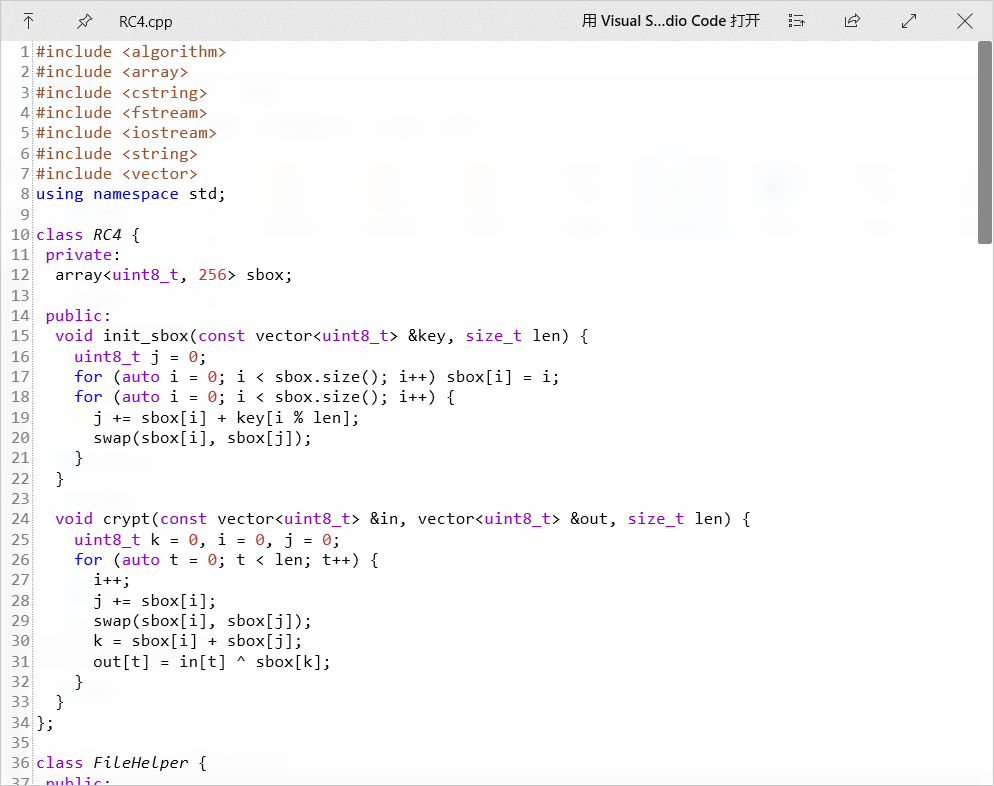 RC4.cpp 用 Visual S...dio Code 打开
1 #include <algorithm>
2 #include <array>
3 #include <cstring>
4 #include <fstream>
5 #include <iostream>
6 #include <string>
7 #include <vector>
8 using namespace std;
9
10 class RC4 {
11  private:
12   array<uint8_t, 256> sbox;
13
14  public:
15   void init_sbox(const vector<uint8_t> &key, size_t len) {
16     uint8_t j = 0;
17     for (auto i = 0; i < sbox.size(); i++) sbox[i] = i;
18     for (auto i = 0; i < sbox.size(); i++) {
19       j += sbox[i] + key[i % len];
20       swap(sbox[i], sbox[j]);
21     }
22   }
23
24   void crypt(const vector<uint8_t> &in, vector<uint8_t> &out, size_t len) {
25     uint8_t k = 0, i = 0, j = 0;
26     for (auto t = 0; t < len; t++) {
27       i++;
28       j += sbox[i];
29       swap(sbox[i], sbox[j]);
30       k = sbox[i] + sbox[j];
31       out[t] = in[t] ^ sbox[k];
32     }
33   }
34 };
35
36 class FileHelper {
37  public: